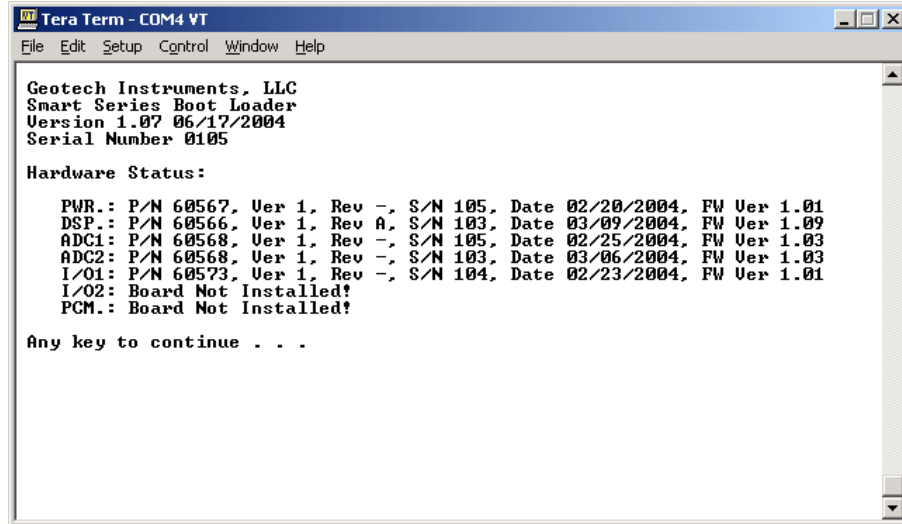 Tera Term - COM4 VT
File Edit Setup Control Window Help
Geotech Instruments, LLC
Smart Series Boot Loader
Version 1.07 06/17/2004
Serial Number 0105
Hardware Status:
PWR.: P/N 60567, Ver 1, Rev -, S/N 105, Date 02/20/2004, FW Ver 1.01
DSP.: P/N 60566, Ver 1, Rev A, S/N 103, Date 03/09/2004, FW Ver 1.09
ADC1: P/N 60568, Ver 1, Rev -, S/N 105, Date 02/25/2004, FW Ver 1.03
ADC2: P/N 60568, Ver 1, Rev -, S/N 103, Date 03/06/2004, FW Ver 1.03
I/O1: P/N 60573, Ver 1, Rev -, S/N 104, Date 02/23/2004, FW Ver 1.01
I/O2: Board Not Installed!
PCM.: Board Not Installed!
Any key to continue . . .